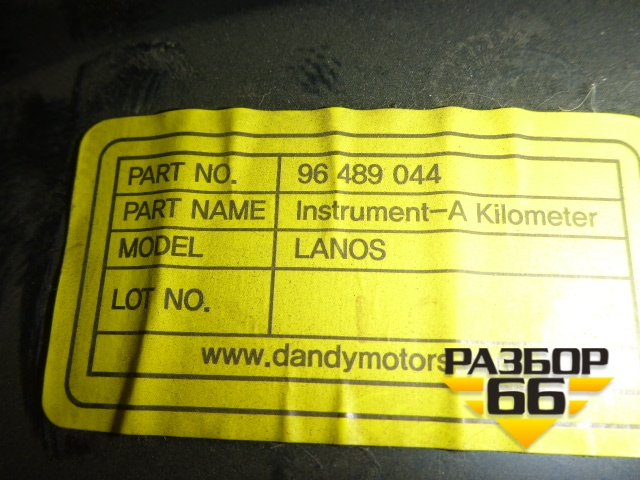 PART NO. 96 489 044
PART NAME Instrument-A Kilometer
MODEL LANOS
LOT NO.
www.dandymotors
РАЗБОР
66